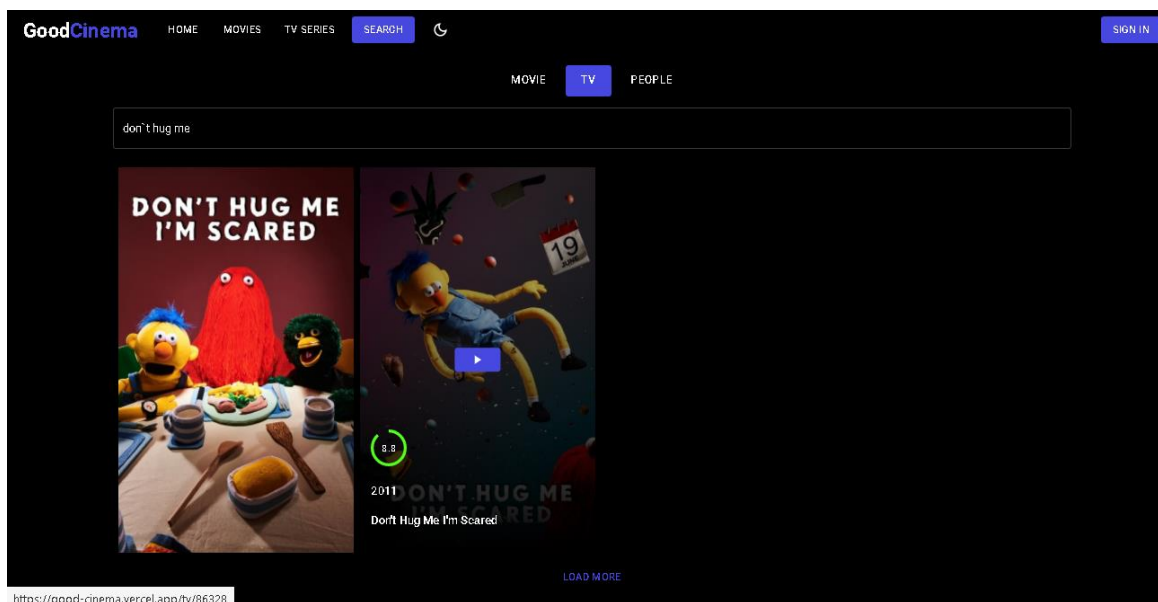 GoodCinema HOME MOVIES TV SERIES SEARCH SIGN IN
MOVIE TV PEOPLE
don`t hug me
DON'T HUG ME
I'M SCARED
19
JUNE
8.8
2011
DON'T HUG ME
I'M SCARED
Don't Hug Me I'm Scared
LOAD MORE
https://good-cinema.vercel.app/tv/86328